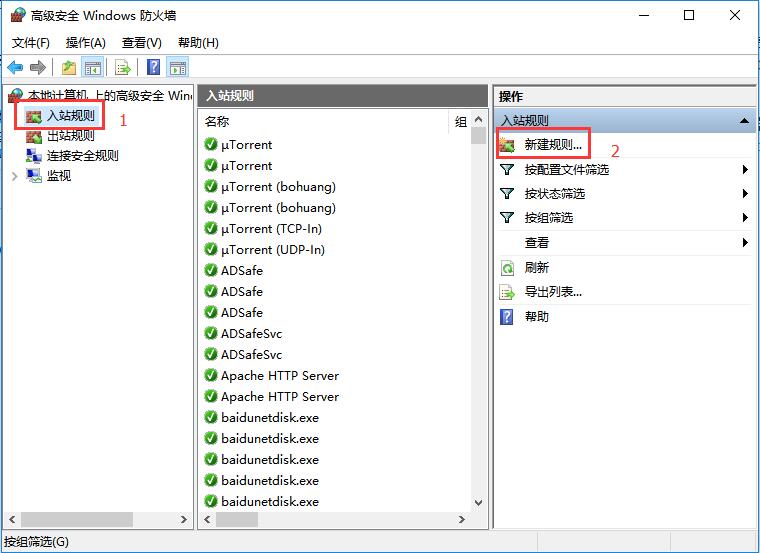 高级安全 Windows 防火墙
文件(F) 操作(A) 查看(V) 帮助(H)
本地计算机 上的高级安全 Win
入站规则 1
出站规则
连接安全规则
监视
入站规则
名称 组
µTorrent
µTorrent
µTorrent (bohuang)
µTorrent (bohuang)
µTorrent (TCP-In)
µTorrent (UDP-In)
ADSafe
ADSafe
ADSafe
ADSafeSvc
ADSafeSvc
Apache HTTP Server
Apache HTTP Server
baidunetdisk.exe
baidunetdisk.exe
baidunetdisk.exe
baidunetdisk.exe
baidunetdisk.exe
操作
入站规则
新建规则... 2
按配置文件筛选
按状态筛选
按组筛选
查看
刷新
导出列表...
帮助
按组筛选(G)